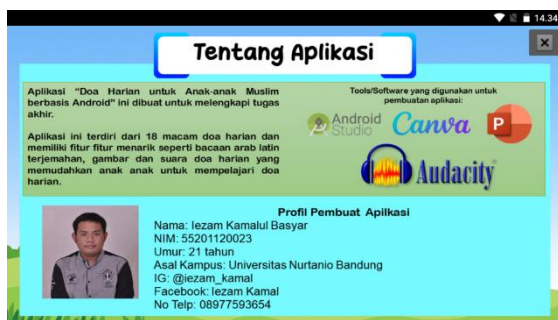 14.34
Tentang Aplikasi
Aplikasi "Doa Harian untuk Anak-anak Muslim
berbasis Android" ini dibuat untuk melengkapi tugas
akhir.
Aplikasi ini terdiri dari 18 macam doa harian dan
memiliki fitur fitur menarik seperti bacaan arab latin
terjemahan, gambar dan suara doa harian yang
memudahkan anak anak untuk mempelajari doa
harian.
Tools/Software yang digunakan untuk
pembuatan aplikasi:
Android
Studio
Canva
P
Audacity
Profil Pembuat Apilkasi
Nama: Iezam Kamalul Basyar
NIM: 55201120023
Umur: 21 tahun
Asal Kampus: Universitas Nurtanio Bandung
IG: @iezam_kamal
Facebook: Iezam Kamal
No Telp: 08977593654